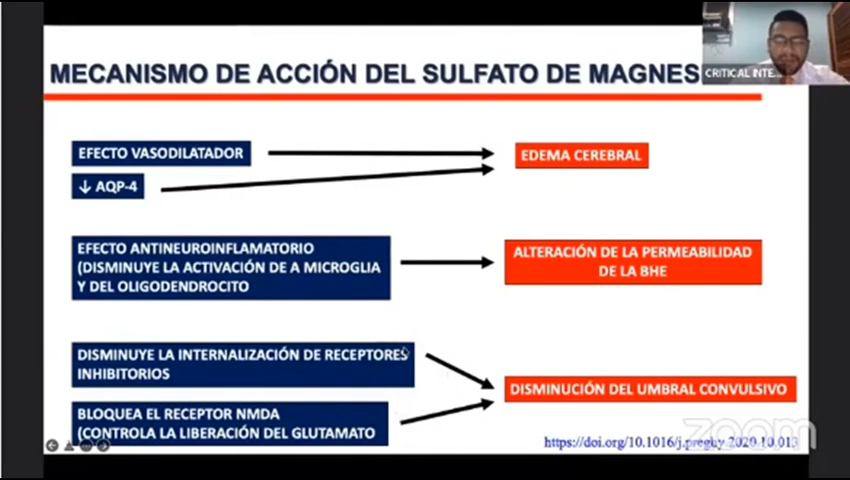 MECANISMO DE ACCIÓN DEL SULFATO DE MAGNES
CRITICAL INTE...
EFECTO VASODILATADOR
EDEMA CEREBRAL
↓ AQP-4
EFECTO ANTINEUROINFLAMATORIO
(DISMINUYE LA ACTIVACIÓN DE A MICROGLIA
Y DEL OLIGODENDROCITO
ALTERACIÓN DE LA PERMEABILIDAD
DE LA BHE
DISMINUYE LA INTERNALIZACIÓN DE RECEPTORES
INHIBITORIOS
DISMINUCIÓN DEL UMBRAL CONVULSIVO
BLOQUEA EL RECEPTOR NMDA
(CONTROLA LA LIBERACIÓN DEL GLUTAMATO
zoom
https://doi.org/10.1016/j.preghy.2020.10.013